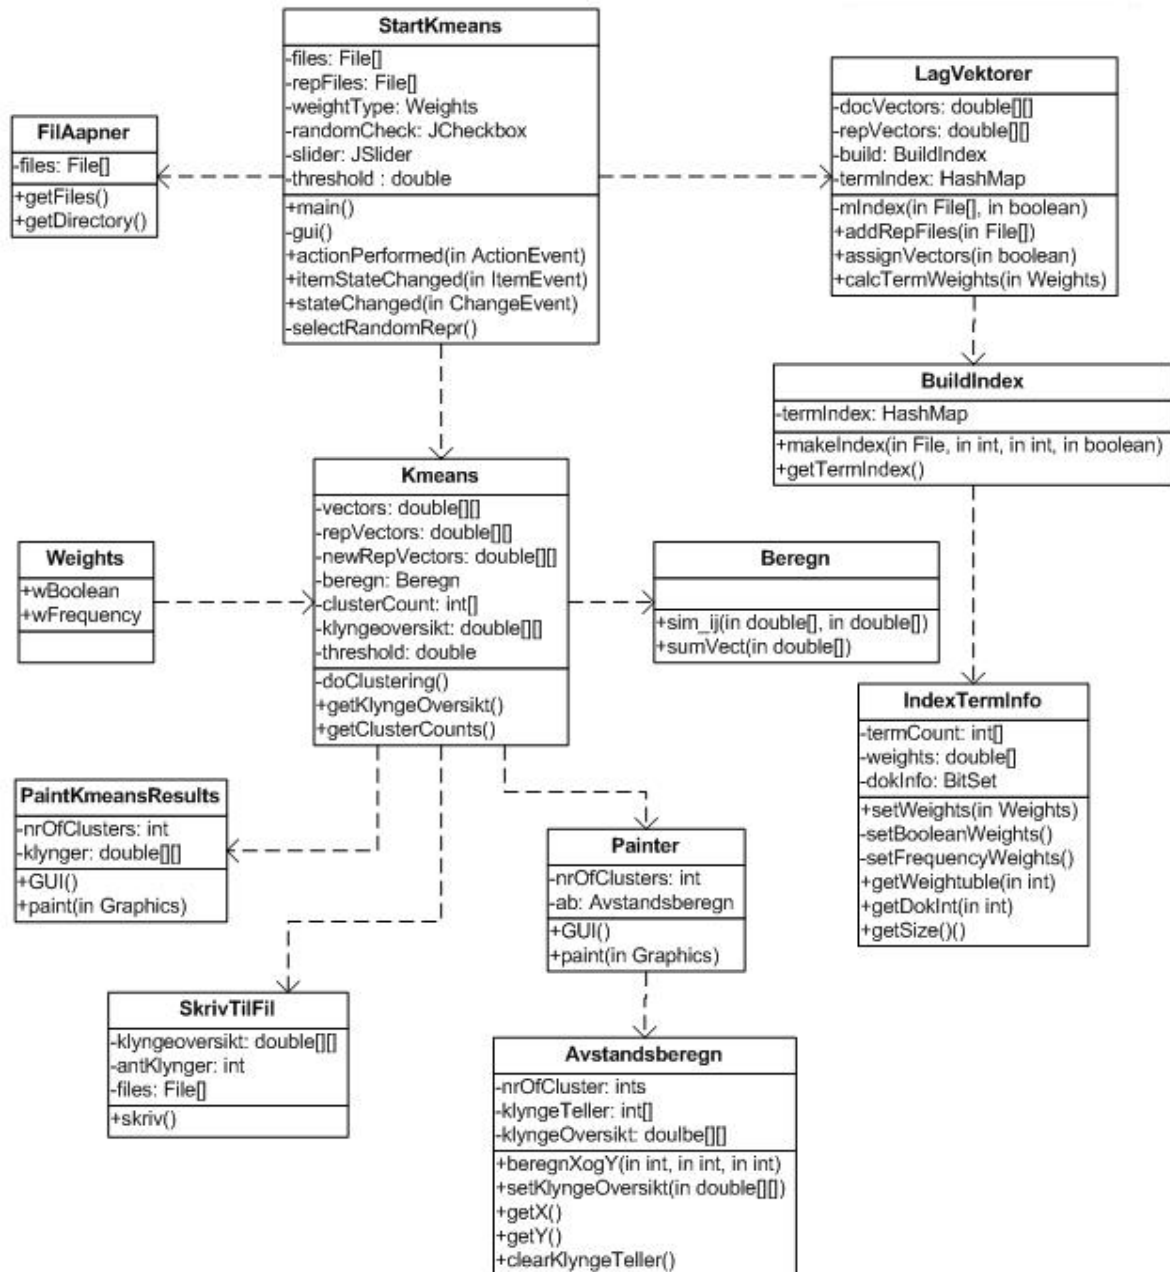 StartKmeans
-files: File[]
-repFiles: File[]
-weightType: Weights
-randomCheck: JCheckbox
-slider: JSlider
-threshold : double
+main()
-gui()
+actionPerformed(in ActionEvent)
+itemStateChanged(in ItemEvent)
+stateChanged(in ChangeEvent)
-selectRandomRepr()
FilAapner
-files: File[]
+getFiles()
+getDirectory()
LagVektorer
-docVectors: double[][]
-repVectors: double[][]
-build: BuildIndex
-termIndex: HashMap
-mIndex(in File[], in boolean)
+addRepFiles(in File[])
+assignVectors(in boolean)
+calcTermWeights(in Weights)
BuildIndex
-termIndex: HashMap
+makeIndex(in File, in int, in int, in boolean)
+getTermIndex()
Kmeans
-vectors: double[][]
-repVectors: double[][]
-newRepVectors: double[][]
-beregn: Beregn
-clusterCount: int[]
-klyngeoversikt: double[][]
-threshold: double
-doClustering()
+getKlyngeOversikt()
+getClusterCounts()
Weights
+wBoolean
+wFrequency
Beregn
+sim_ij(in double[], in double[])
+sumVect(in double[])
IndexTermInfo
-termCount: int[]
-weights: double[]
-dokInfo: BitSet
+setWeights(in Weights)
-setBooleanWeights()
-setFrequencyWeights()
+getWeightuble(in int)
+getDokInt(in int)
+getSize()()
PaintKmeansResults
-nrOfClusters: int
-klynger: double[][]
+GUI()
+paint(in Graphics)
Painter
-nrOfClusters: int
-ab: Avstandsberegn
+GUI()
+paint(in Graphics)
SkrivTilFil
-klyngeoversikt: double[][]
-antKlynger: int
-files: File[]
+skriv()
Avstandsberegn
-nrOfCluster: ints
-klyngeTeller: int[]
-klyngeOversikt: doulbe[][]
+beregnXogY(in int, in int, in int)
+setKlyngeOversikt(in double[][])
+getX()
+getY()
+clearKlyngeTeller()